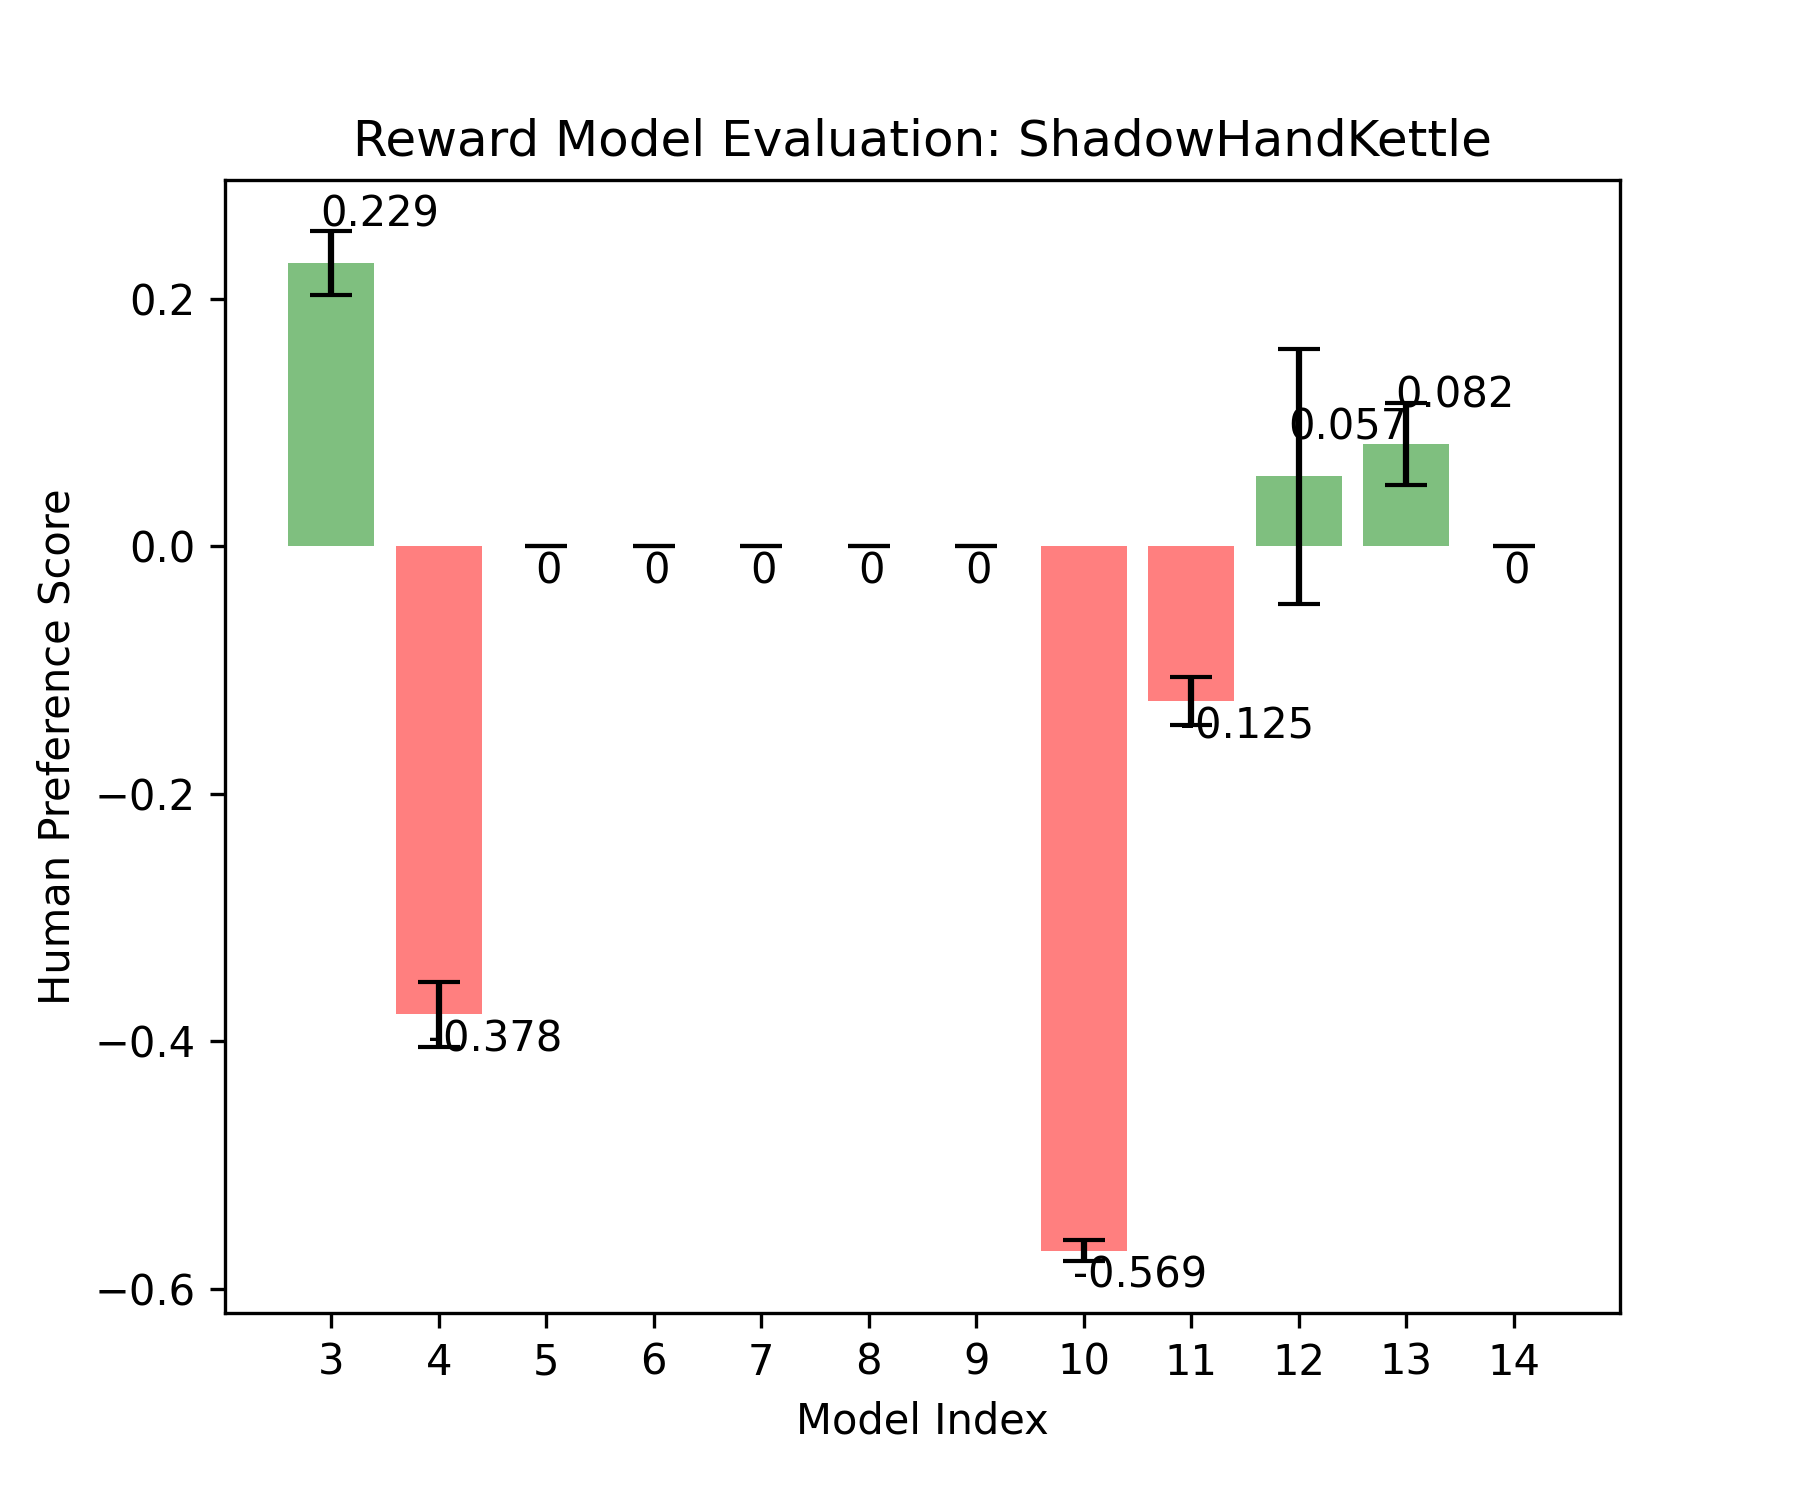 Reward Model Evaluation: ShadowHandKettle
0.229
0.2
0.082
0.057
0.0
0 0 0 0 0 0
-0.125
−0.2
-0.378
−0.4
-0.569
−0.6
Human Preference Score
3 4 5 6 7 8 9 10 11 12 13 14
Model Index